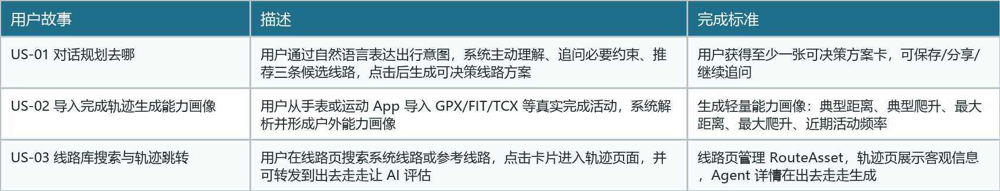 用户故事
描述
完成标准
US-01 对话规划去哪
用户通过自然语言表达出行意图，系统主动理解、追问必要约束、推
荐三条候选线路，点击后生成可决策线路方案
用户获得至少一张可决策方案卡，可保存/分享/
继续追问
US-02 导入完成轨迹生成能力画像
用户从手表或运动 App 导入 GPX/FIT/TCX 等真实完成活动，系统解
析并形成户外能力画像
生成轻量能力画像：典型距离、典型爬升、最大
距离、最大爬升、近期活动频率
US-03 线路库搜索与轨迹跳转
用户在线路页搜索系统线路或参考线路，点击卡片进入轨迹页面，并
可转发到出去走走让 AI 评估
线路页管理 RouteAsset，轨迹页展示客观信息
，Agent 详情在出去走走生成